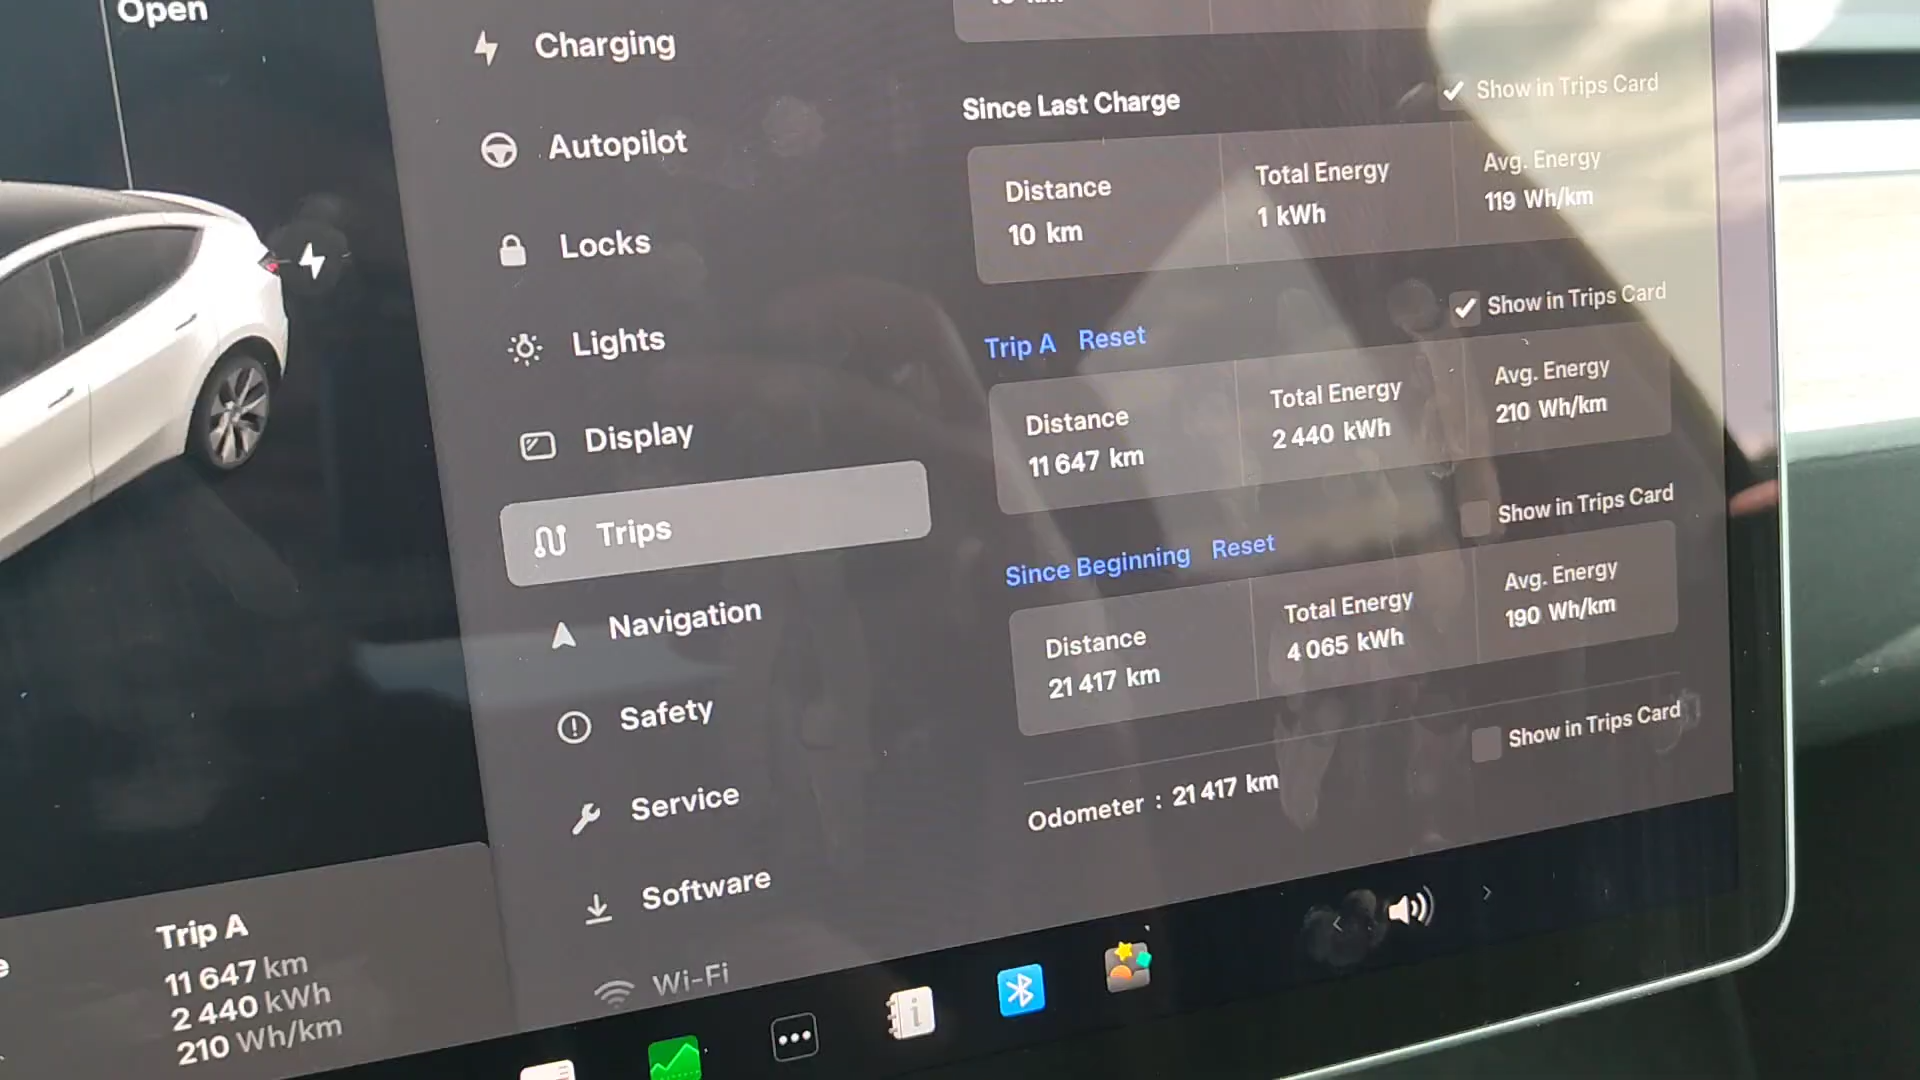 Open
Charging
Autopilot
Locks
Lights
Display
Trips
Navigation
Safety
Service
Software
Wi-Fi
Since Last Charge
Show in Trips Card
Distance
10 km
Total Energy
1 kWh
Avg. Energy
119 Wh/km
Show in Trips Card
Trip A Reset
Distance
11 647 km
Total Energy
2 440 kWh
Avg. Energy
210 Wh/km
Show in Trips Card
Since Beginning Reset
Distance
21 417 km
Total Energy
4 065 kWh
Avg. Energy
190 Wh/km
Show in Trips Card
Odometer : 21 417 km
Trip A
11 647 km
2 440 kWh
210 Wh/km